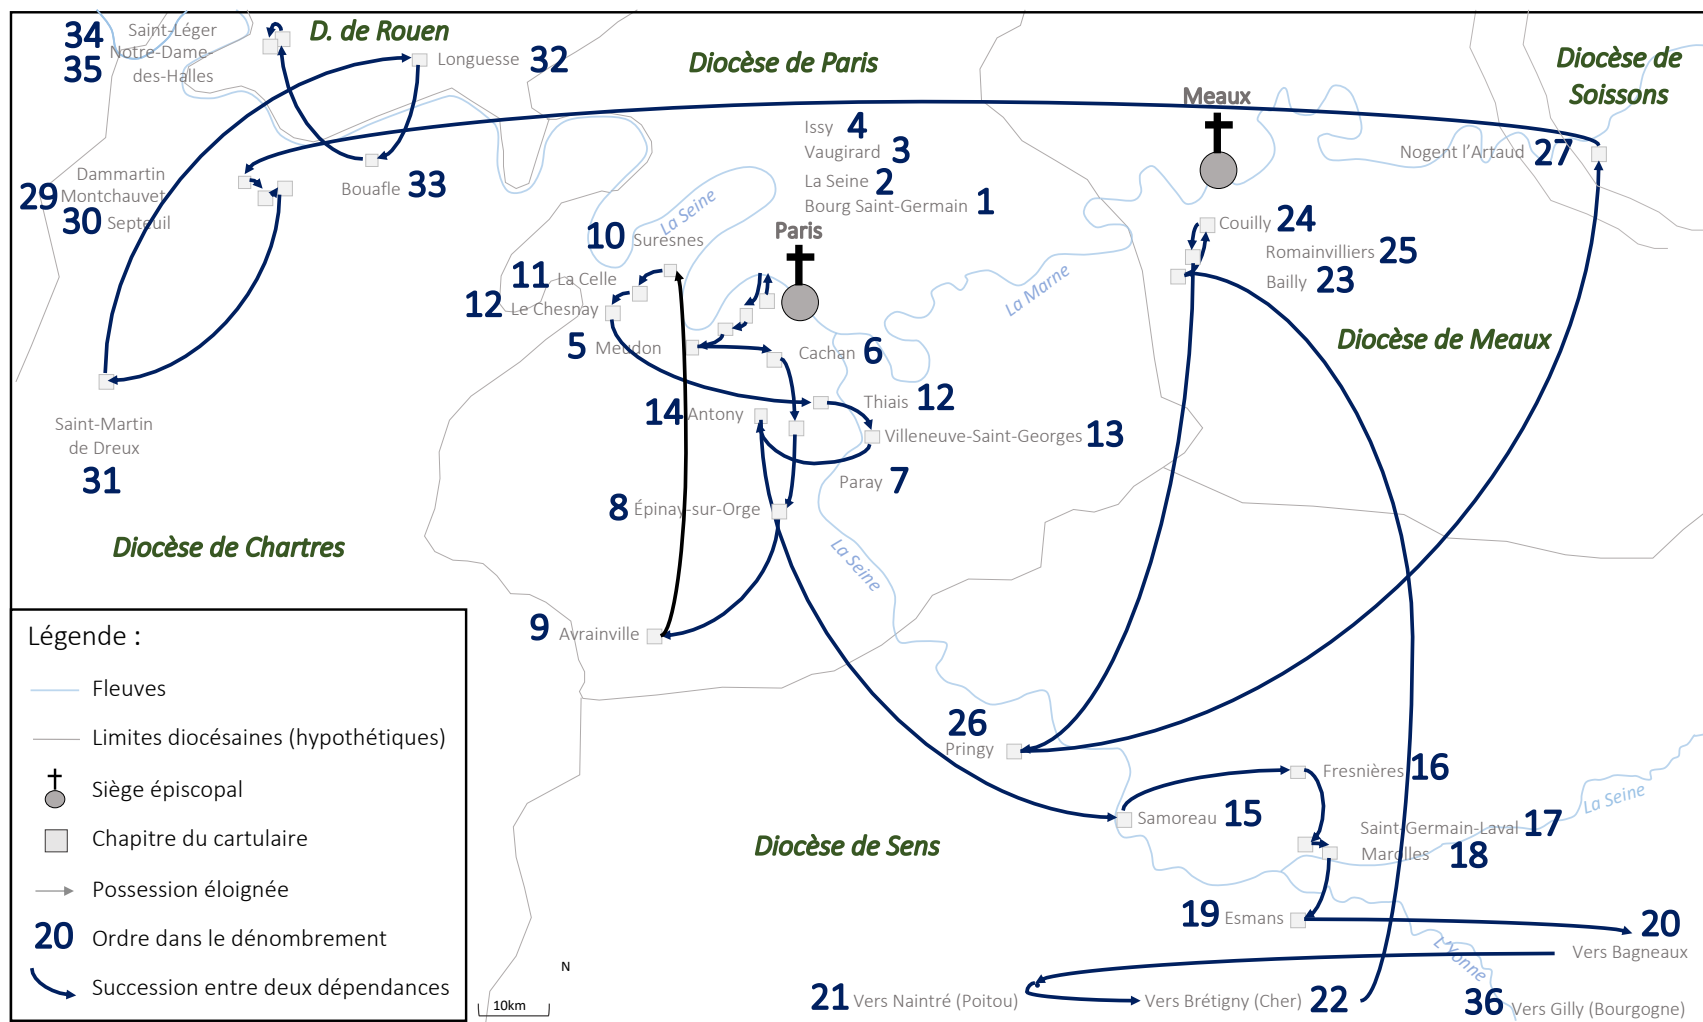 34 Saint-Léger
D. de Rouen
Notre-Dame-
35 des-Halles
Longuesse 32
Diocèse de Paris
Diocèse de
Soissons
Meaux
Issy 4
Vaugirard 3
La Seine 2
Bourg Saint-Germain 1
Nogent l'Artaud 27
Dammartin
29 Montchauvet
30 Septeuil
Bouafle 33
La Seine
Paris
10 Suresnes
Couilly 24
Romainvilliers 25
Bailly 23
11 La Celle
12 Le Chesnay
La Marne
5 Meudon
Cachan 6
Diocèse de Meaux
Thiais 12
14 Antony
Villeneuve-Saint-Georges 13
Saint-Martin
de Dreux
31
Paray 7
8 Épinay-sur-Orge
Diocèse de Chartres
La Seine
9 Avrainville
26
Pringy
Fresnières 16
La Seine
Samoreau 15
Saint-Germain-Laval 17
Marolles 18
Diocèse de Sens
19 Esmans
20
Vers Bagneaux
L'Yonne
21 Vers Naintré (Poitou)
Vers Brétigny (Cher) 22
36 Vers Gilly (Bourgogne)
Légende :
Fleuves
Limites diocésaines (hypothétiques)
Siège épiscopal
Chapitre du cartulaire
Possession éloignée
20 Ordre dans le dénombrement
Succession entre deux dépendances
N
10km